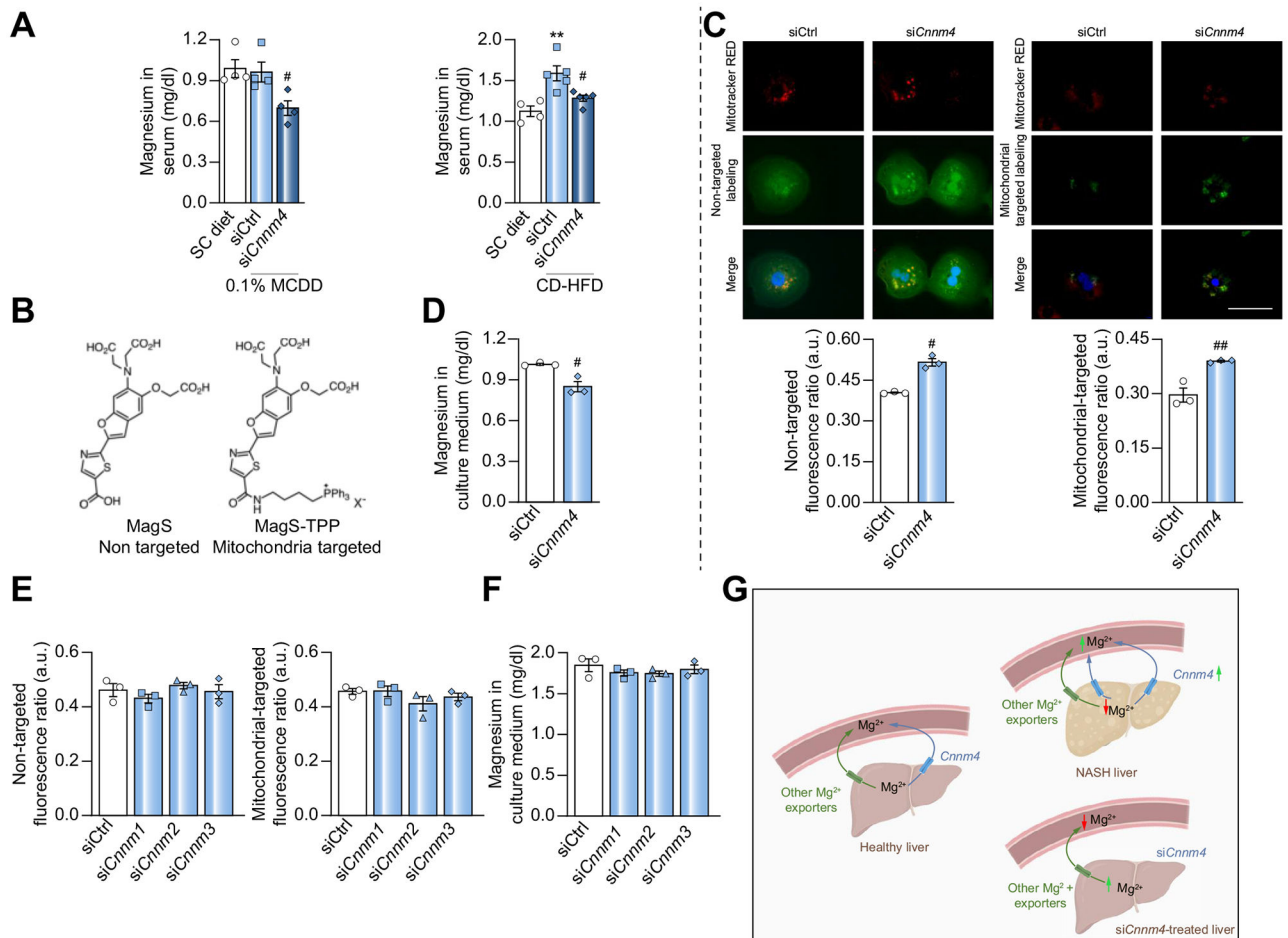 A
Magnesium in
serum (mg/dl)
1.2
0.9
0.6
0.3
0.0
#
SC diet
siCtrl
siCnnm4
0.1% MCDD
Magnesium in
serum (mg/dl)
2.0
1.5
1.0
0.5
0.0
**
#
SC diet
siCtrl
siCnnm4
CD-HFD
B
HO₂C
CO₂H
N
O
CO₂H
O
N
S
O
OH
MagS
Non targeted
HO₂C
CO₂H
N
O
CO₂H
O
N
S
O
N
H
PPh₃
+
X⁻
MagS-TPP
Mitochondria targeted
C
siCtrl
siCnnm4
Mitotracker RED
Non-targeted
labeling
Merge
siCtrl
siCnnm4
Mitotracker RED
Mitochondrial
targeted labeling
Merge
Non-targeted
fluorescence ratio (a.u.)
0.60
0.45
0.30
0.15
0.00
#
siCtrl
siCnnm4
Mitochondrial-targeted
fluorescence ratio (a.u.)
0.45
0.30
0.15
0.00
##
siCtrl
siCnnm4
D
Magnesium in
culture medium (mg/dl)
1.2
0.9
0.6
0.3
0.0
#
siCtrl
siCnnm4
E
Non-targeted
fluorescence ratio (a.u.)
0.6
0.4
0.2
0.0
siCtrl
siCnnm1
siCnnm2
siCnnm3
Mitochondrial-targeted
fluorescence ratio (a.u.)
0.6
0.4
0.2
0.0
siCtrl
siCnnm1
siCnnm2
siCnnm3
F
Magnesium in
culture medium (mg/dl)
2.0
1.5
1.0
0.5
0.0
siCtrl
siCnnm1
siCnnm2
siCnnm3
G
Mg²⁺
Cnnm4
Mg²⁺
Other Mg²⁺
exporters
Healthy liver
Mg²⁺
Cnnm4
Other Mg²⁺
exporters
Mg²⁺
NASH liver
Mg²⁺
siCnnm4
Other Mg² +
exporters
Mg²⁺
siCnnm4-treated liver